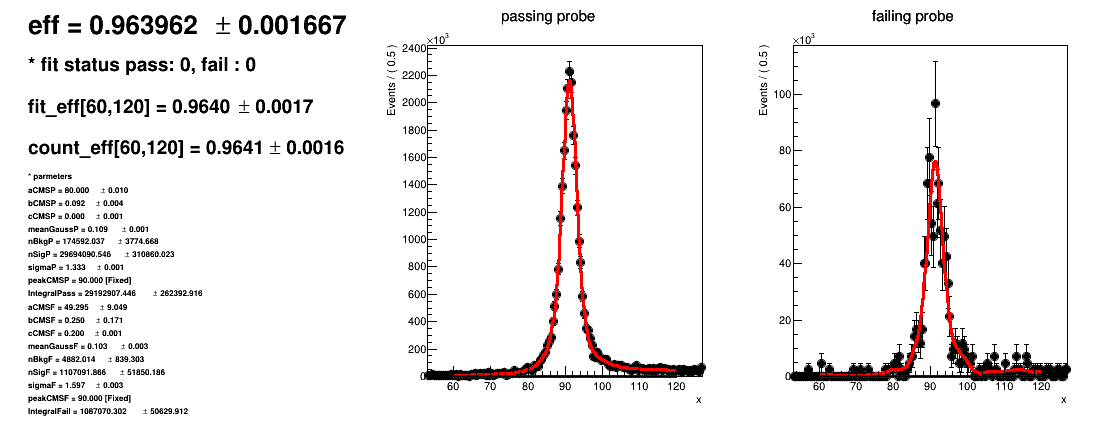 eff = 0.963962 ± 0.001667
* fit status pass: 0, fail : 0
fit_eff[60,120] = 0.9640 ± 0.0017
count_eff[60,120] = 0.9641 ± 0.0016
* parmeters
aCMSP = 80.000 ± 0.010
bCMSP = 0.092 ± 0.004
cCMSP = 0.000 ± 0.001
meanGaussP = 0.109 ± 0.001
nBkgP = 174592.037 ± 3774.668
nSigP = 29694090.546 ± 310860.023
sigmaP = 1.333 ± 0.001
peakCMSP = 90.000 [Fixed]
IntegralPass = 29192907.446 ± 262392.916
aCMSF = 49.295 ± 9.049
bCMSF = 0.250 ± 0.171
cCMSF = 0.200 ± 0.001
meanGaussF = 0.103 ± 0.003
nBkgF = 4882.014 ± 839.303
nSigF = 1107091.866 ± 51850.186
sigmaF = 1.597 ± 0.003
peakCMSF = 90.000 [Fixed]
IntegralFail = 1087070.302 ± 50629.912
passing probe
×10³
Events / ( 0.5 )
2400
2200
2000
1800
1600
1400
1200
1000
800
600
400
200
0
60 70 80 90 100 110 120
x
failing probe
×10³
Events / ( 0.5 )
100
80
60
40
20
0
60 70 80 90 100 110 120
x